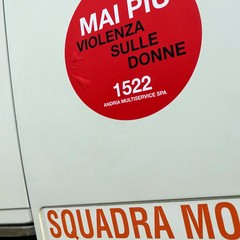 MAI PIÙ
VIOLENZA
SULLE
DONNE
1522
ANDRIA MULTISERVICE SPA
SQUADRA MO